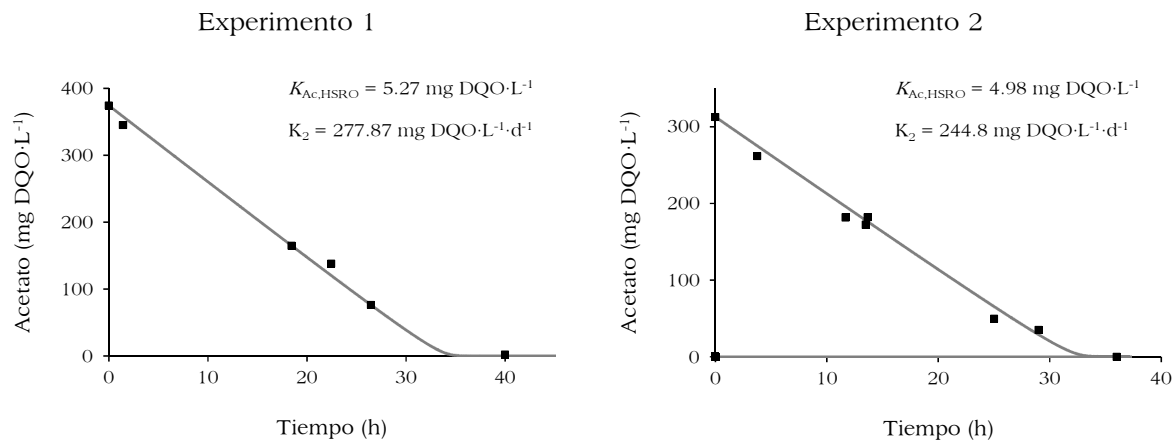 Experimento 1
K_Ac,HSRO = 5.27 mg DQO·L⁻¹
K₂ = 277.87 mg DQO·L⁻¹·d⁻¹
Acetato (mg DQO·L⁻¹)
400
300
200
100
0
0 10 20 30 40
Tiempo (h)
Experimento 2
K_Ac,HSRO = 4.98 mg DQO·L⁻¹
K₂ = 244.8 mg DQO·L⁻¹·d⁻¹
Acetato (mg DQO·L⁻¹)
300
200
100
0
0 10 20 30 40
Tiempo (h)